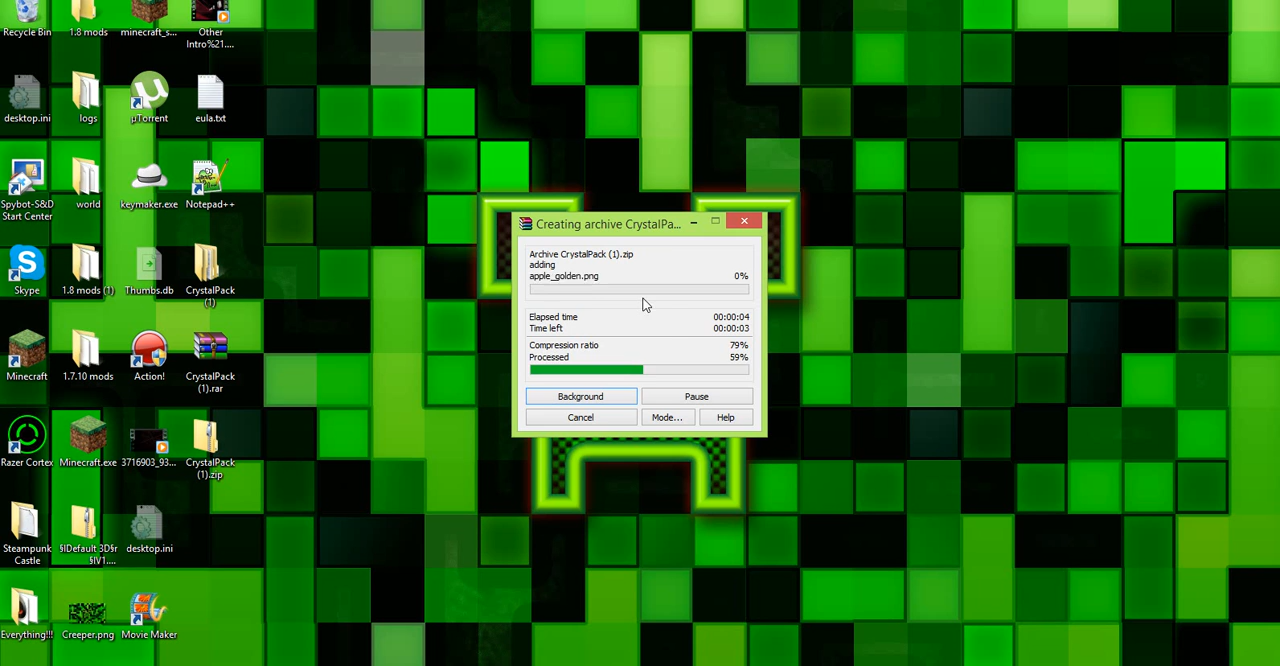 Recycle Bin
1.8 mods
minecraft_s...
Other
Intro%21....
desktop.ini
logs
µTorrent
eula.txt
Spybot-S&D
Start Center
world
keymaker.exe
Notepad++
Skype
1.8 mods (1)
Thumbs.db
CrystalPack
(1)
Minecraft
1.7.10 mods
Action!
CrystalPack
(1).rar
Razer Cortex
Minecraft.exe
3716903_93...
CrystalPack
(1).zip
Steampunk
Castle
§lDefault 3D§r
§lV1....
desktop.ini
Everything!!!
Creeper.png
Movie Maker
Creating archive CrystalPa...
Archive CrystalPack (1).zip
adding
apple_golden.png 0%
Elapsed time 00:00:04
Time left 00:00:03
Compression ratio 79%
Processed 59%
Background Pause
Cancel Mode... Help